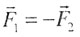 F⃗₁ = −F⃗₂